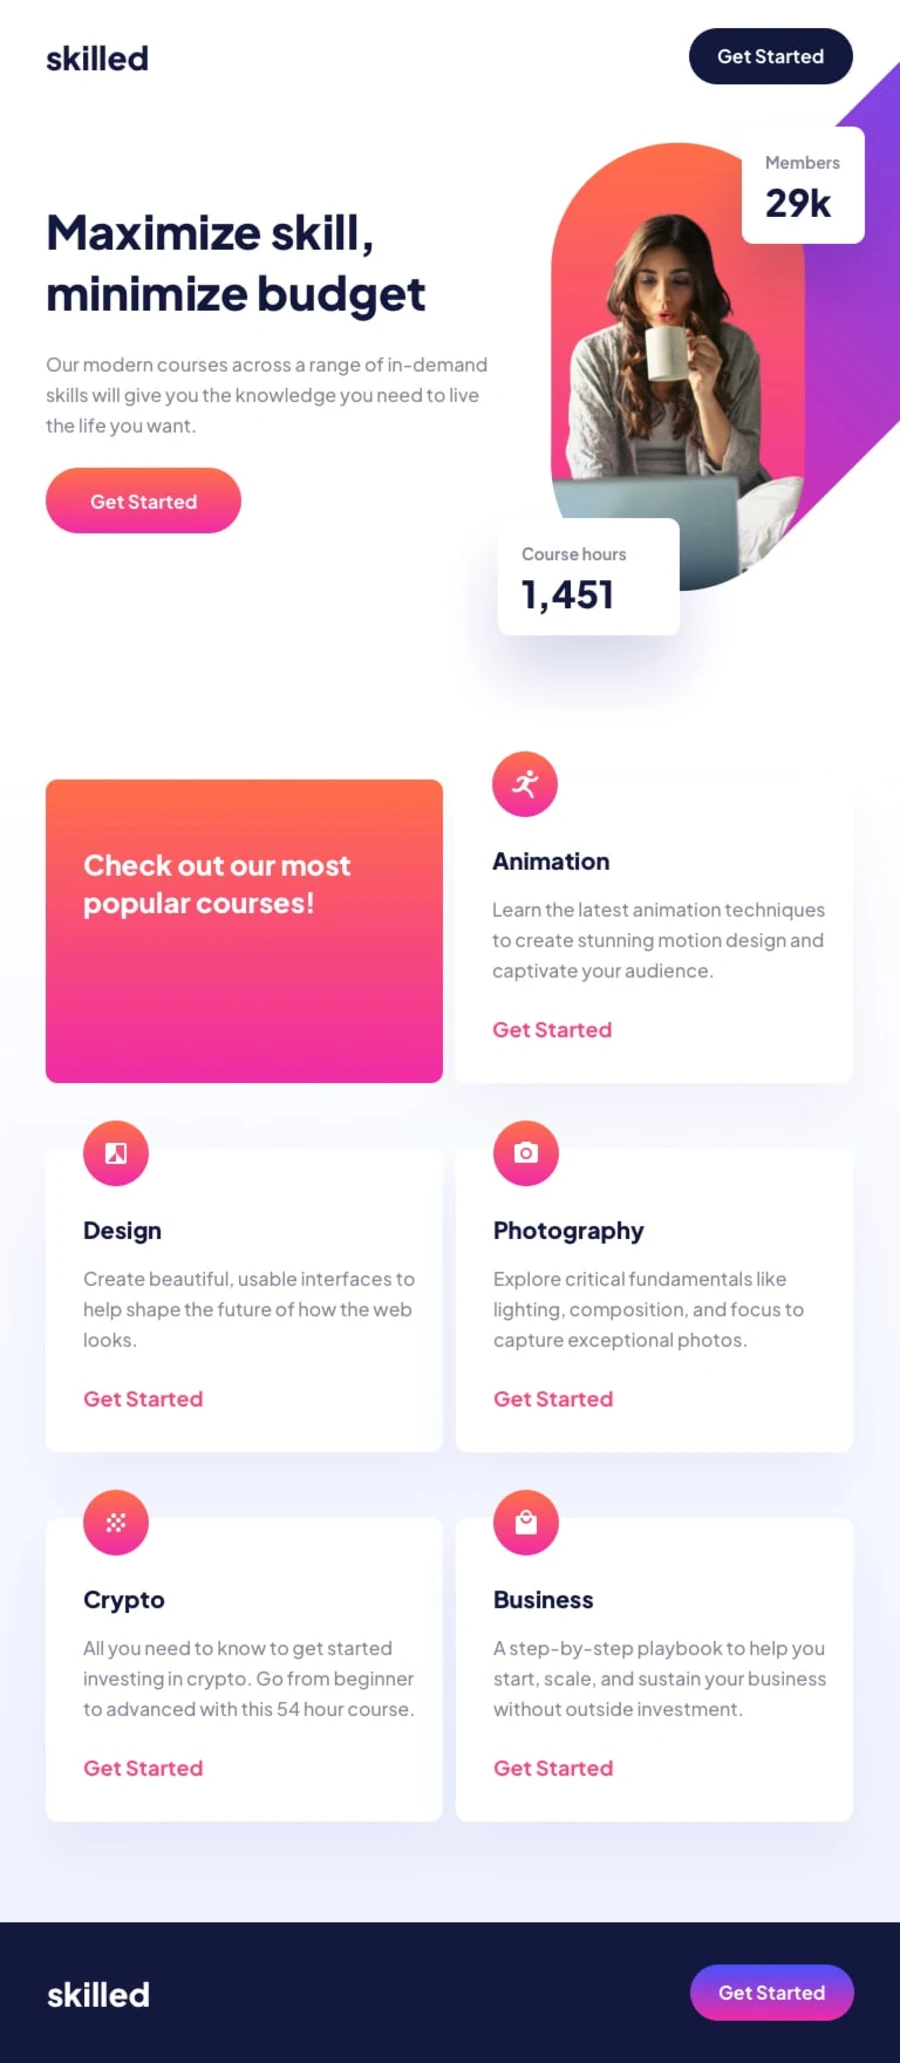 skilled
Get Started
Maximize skill,
minimize budget
Our modern courses across a range of in-demand
skills will give you the knowledge you need to live
the life you want.
Get Started
Members
29k
Course hours
1,451
Check out our most
popular courses!
Animation
Learn the latest animation techniques
to create stunning motion design and
captivate your audience.
Get Started
Design
Create beautiful, usable interfaces to
help shape the future of how the web
looks.
Get Started
Photography
Explore critical fundamentals like
lighting, composition, and focus to
capture exceptional photos.
Get Started
Crypto
All you need to know to get started
investing in crypto. Go from beginner
to advanced with this 54 hour course.
Get Started
Business
A step-by-step playbook to help you
start, scale, and sustain your business
without outside investment.
Get Started
skilled
Get Started